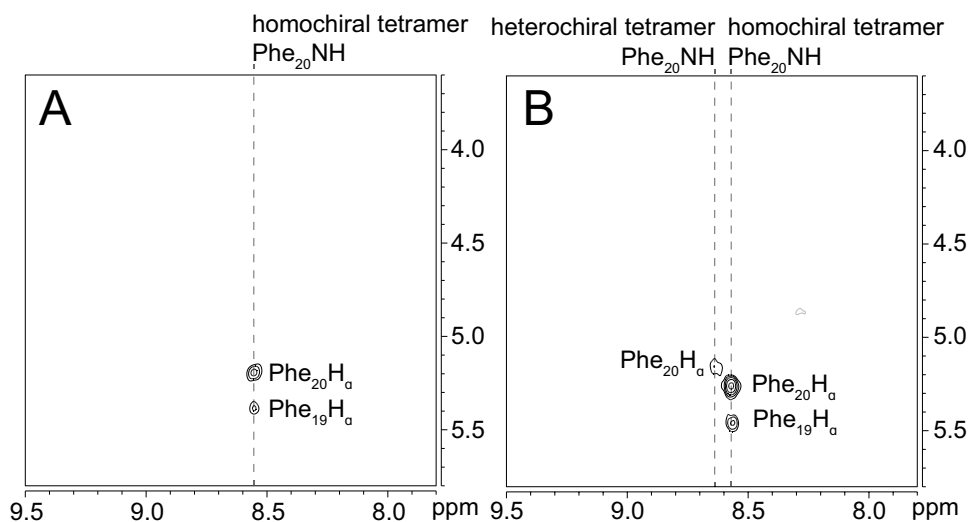 homochiral tetramer
Phe₂₀NH
A
4.0
4.5
5.0
5.5
Phe₂₀Hα
Phe₁₉Hα
9.5 9.0 8.5 8.0 ppm
heterochiral tetramer homochiral tetramer
Phe₂₀NH Phe₂₀NH
B
4.0
4.5
5.0
5.5
Phe₂₀Hα
Phe₂₀Hα
Phe₁₉Hα
9.5 9.0 8.5 8.0 ppm